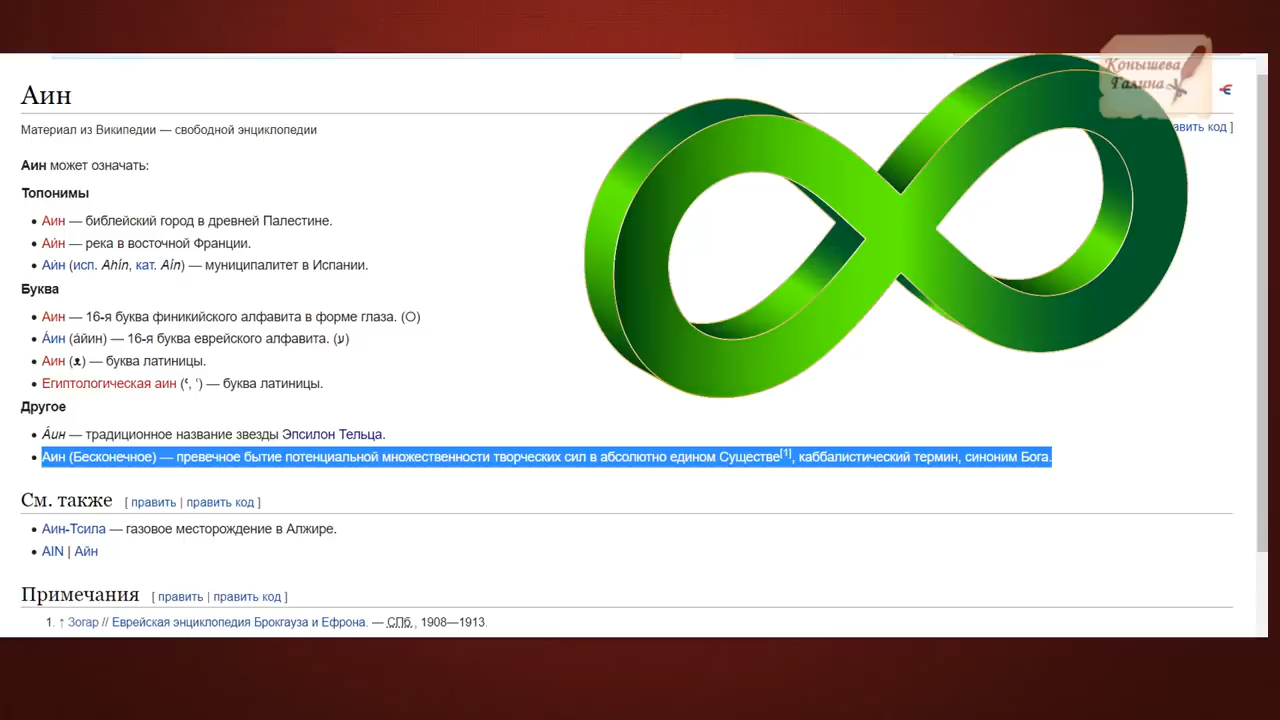 Конышева
Галина
Аин
Материал из Википедии — свободной энциклопедии
авить код ]
Аин может означать:
Топонимы
Аин — библейский город в древней Палестине.
Аин — река в восточной Франции.
Аин (исп. Ahín, кат. Aín) — муниципалитет в Испании.
Буква
Аин — 16-я буква финикийского алфавита в форме глаза. (O)
А́ин (а́йин) — 16-я буква еврейского алфавита. (ע)
Аин (ᴥ) — буква латиницы.
Египтологическая аин (ꜥ, ʿ) — буква латиницы.
Другое
А́ин — традиционное название звезды Эпсилон Тельца.
Аин (Бесконечное) — превечное бытие потенциальной множественности творческих сил в абсолютно едином Существе[1], каббалистический термин, синоним Бога.
См. также [ править | править код ]
Аин-Тсила — газовое месторождение в Алжире.
AIN | Айн
Примечания [ править | править код ]
1. ↑ Зогар // Еврейская энциклопедия Брокгауза и Ефрона. — СПб., 1908—1913.